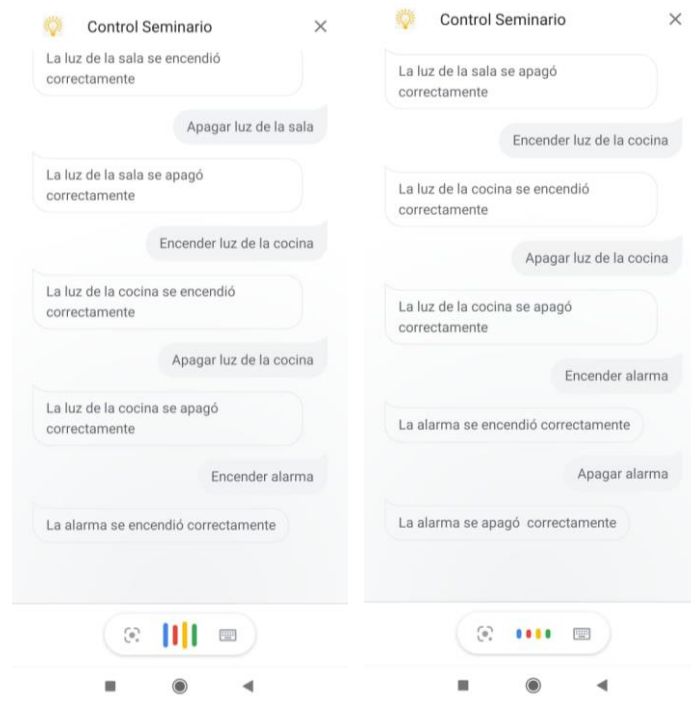 Control Seminario
La luz de la sala se encendió
correctamente
Apagar luz de la sala
La luz de la sala se apagó
correctamente
Encender luz de la cocina
La luz de la cocina se encendió
correctamente
Apagar luz de la cocina
La luz de la cocina se apagó
correctamente
Encender alarma
La alarma se encendió correctamente
Control Seminario
La luz de la sala se apagó
correctamente
Encender luz de la cocina
La luz de la cocina se encendió
correctamente
Apagar luz de la cocina
La luz de la cocina se apagó
correctamente
Encender alarma
La alarma se encendió correctamente
Apagar alarma
La alarma se apagó correctamente